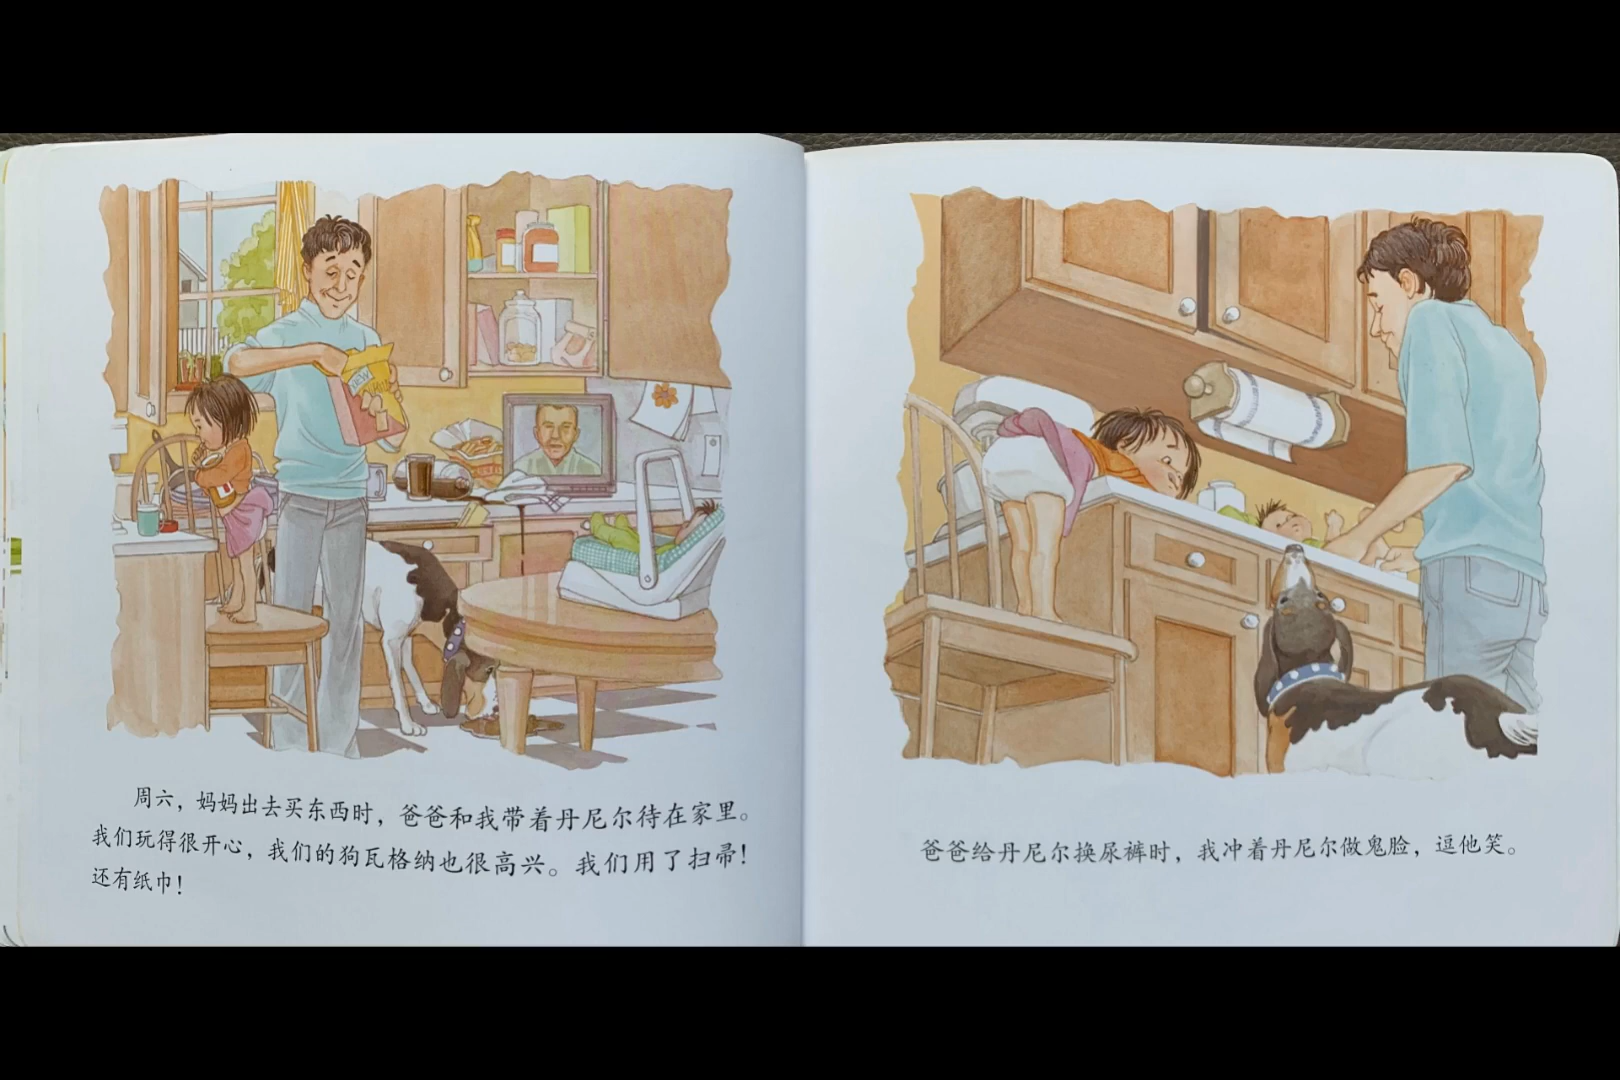 NEW
周六，妈妈出去买东西时，爸爸和我带着丹尼尔待在家里。
我们玩得很开心，我们的狗瓦格纳也很高兴。我们用了扫帚！
还有纸巾！
爸爸给丹尼尔换尿裤时，我冲着丹尼尔做鬼脸，逗他笑。